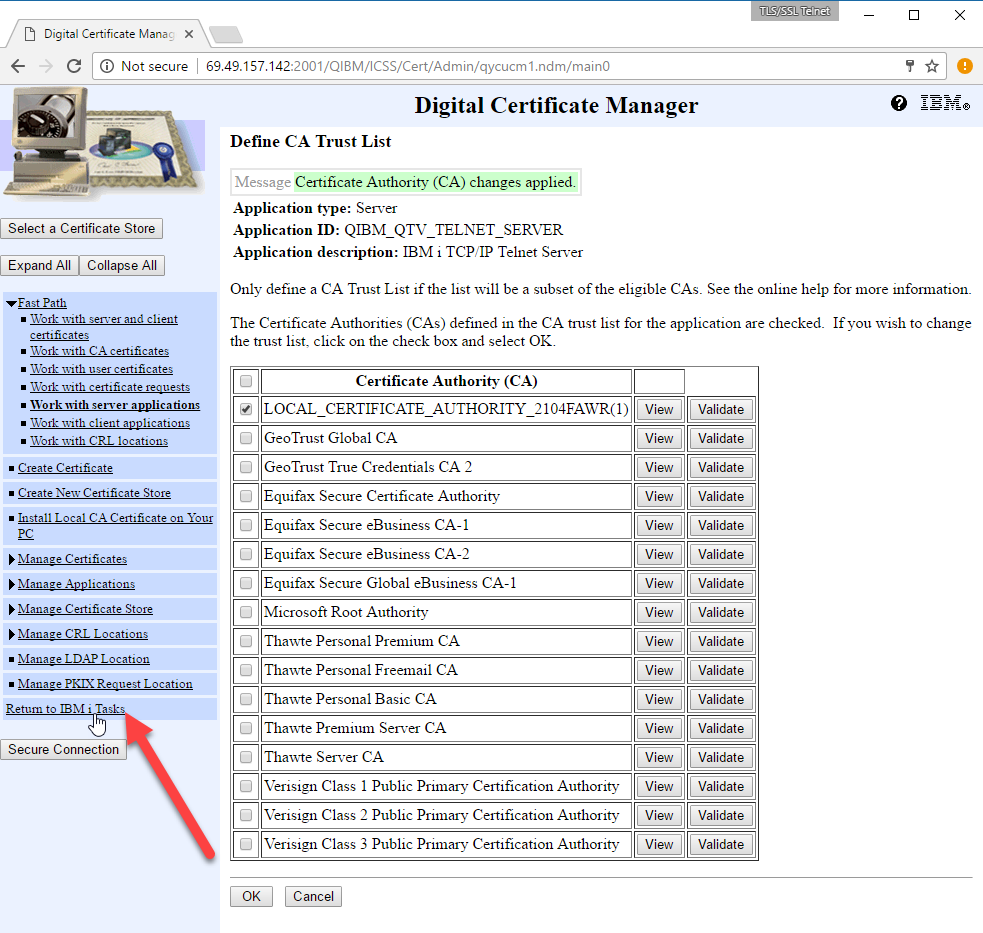 TLS/SSL Telnet
Digital Certificate Manag
Not secure | 69.49.157.142:2001/QIBM/ICSS/Cert/Admin/qycucm1.ndm/main0
Digital Certificate Manager
IBM
Select a Certificate Store
Expand All Collapse All
Fast Path
Work with server and client
certificates
Work with CA certificates
Work with user certificates
Work with certificate requests
Work with server applications
Work with client applications
Work with CRL locations
Create Certificate
Create New Certificate Store
Install Local CA Certificate on Your
PC
Manage Certificates
Manage Applications
Manage Certificate Store
Manage CRL Locations
Manage LDAP Location
Manage PKIX Request Location
Return to IBM i Tasks
Secure Connection
Define CA Trust List
Message Certificate Authority (CA) changes applied.
Application type: Server
Application ID: QIBM_QTV_TELNET_SERVER
Application description: IBM i TCP/IP Telnet Server
Only define a CA Trust List if the list will be a subset of the eligible CAs. See the online help for more information.
The Certificate Authorities (CAs) defined in the CA trust list for the application are checked. If you wish to change
the trust list, click on the check box and select OK.
Certificate Authority (CA)
LOCAL_CERTIFICATE_AUTHORITY_2104FAWR(1) View Validate
GeoTrust Global CA View Validate
GeoTrust True Credentials CA 2 View Validate
Equifax Secure Certificate Authority View Validate
Equifax Secure eBusiness CA-1 View Validate
Equifax Secure eBusiness CA-2 View Validate
Equifax Secure Global eBusiness CA-1 View Validate
Microsoft Root Authority View Validate
Thawte Personal Premium CA View Validate
Thawte Personal Freemail CA View Validate
Thawte Personal Basic CA View Validate
Thawte Premium Server CA View Validate
Thawte Server CA View Validate
Verisign Class 1 Public Primary Certification Authority View Validate
Verisign Class 2 Public Primary Certification Authority View Validate
Verisign Class 3 Public Primary Certification Authority View Validate
OK Cancel